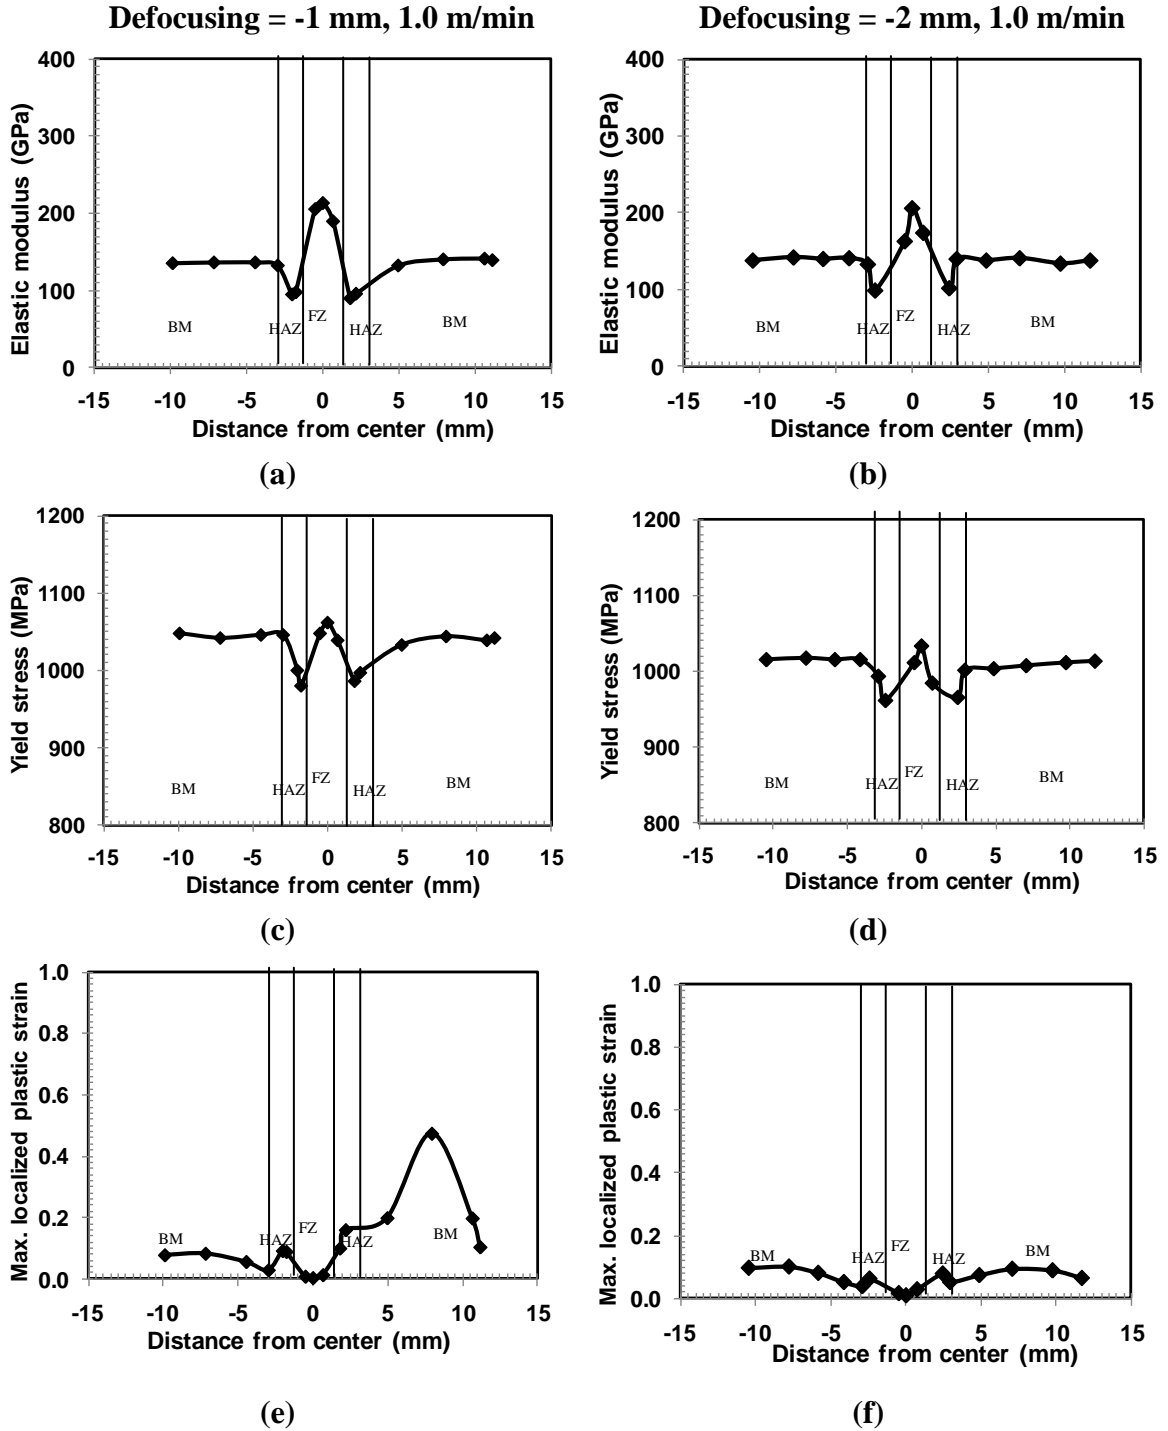 Defocusing = -1 mm, 1.0 m/min
Defocusing = -2 mm, 1.0 m/min
Elastic modulus (GPa)
400
300
200
100
0
BM
HAZ
FZ
HAZ
BM
-15 -10 -5 0 5 10 15
Distance from center (mm)
(a)
Elastic modulus (GPa)
400
300
200
100
0
BM
HAZ
FZ
HAZ
BM
-15 -10 -5 0 5 10 15
Distance from center (mm)
(b)
Yield stress (MPa)
1200
1100
1000
900
800
BM
HAZ
FZ
HAZ
BM
-15 -10 -5 0 5 10 15
Distance from center (mm)
(c)
Yield stress (MPa)
1200
1100
1000
900
800
BM
HAZ
FZ
HAZ
BM
-15 -10 -5 0 5 10 15
Distance from center (mm)
(d)
Max. localized plastic strain
1.0
0.8
0.6
0.4
0.2
0.0
BM
HAZ
FZ
HAZ
BM
-15 -10 -5 0 5 10 15
Distance from center (mm)
(e)
Max. localized plastic strain
1.0
0.8
0.6
0.4
0.2
0.0
BM
HAZ
FZ
HAZ
BM
-15 -10 -5 0 5 10 15
Distance from center (mm)
(f)